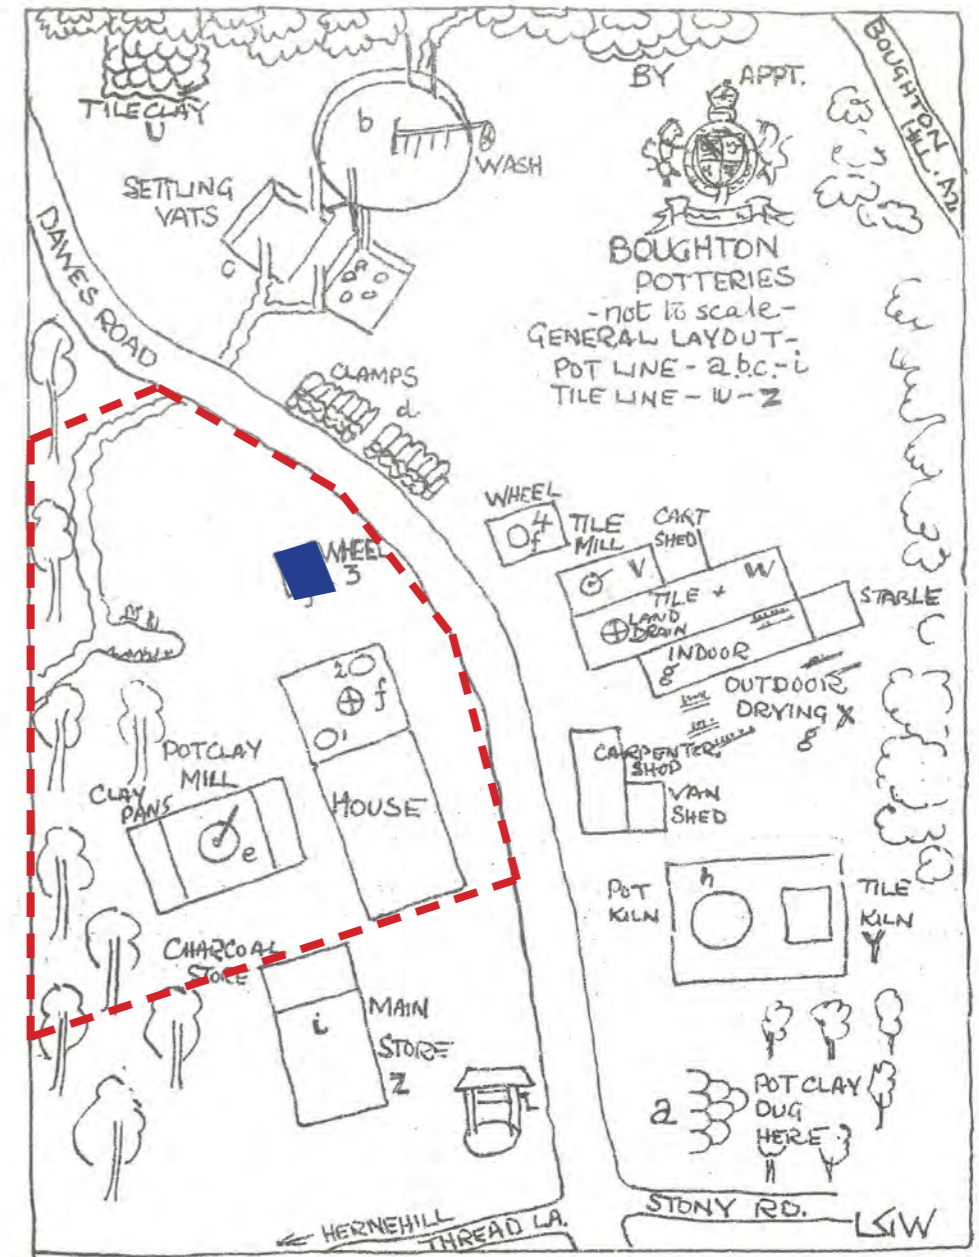 BY APPT.
BOUGHTON
HILL. A2
TILE CLAY
U
b
WASH
SETTLING
VATS
c
DAWES ROAD
BOUGHTON
POTTERIES
-not to scale-
GENERAL LAYOUT-
POT LINE - a.b.c.-i
TILE LINE - U - Z
CLAMPS
d
WHEEL
4
f
TILE
MILL
V
CART
SHED
W
TILE +
LAND
DRAIN
INDOOR
g
STABLE
OUTDOOR
DRYING X
g
WHEEL
3
2
f
1
HOUSE
POTCLAY
MILL
CLAY
PANS
e
CARPENTER
SHOP
VAN
SHED
POT
KILN
h
TILE
KILN
Y
CHARCOAL
STORE
MAIN
STORE
Z
i
a
POT CLAY
DUG
HERE
HERNEHILL
THREAD LA.
STONY RD.
LGW